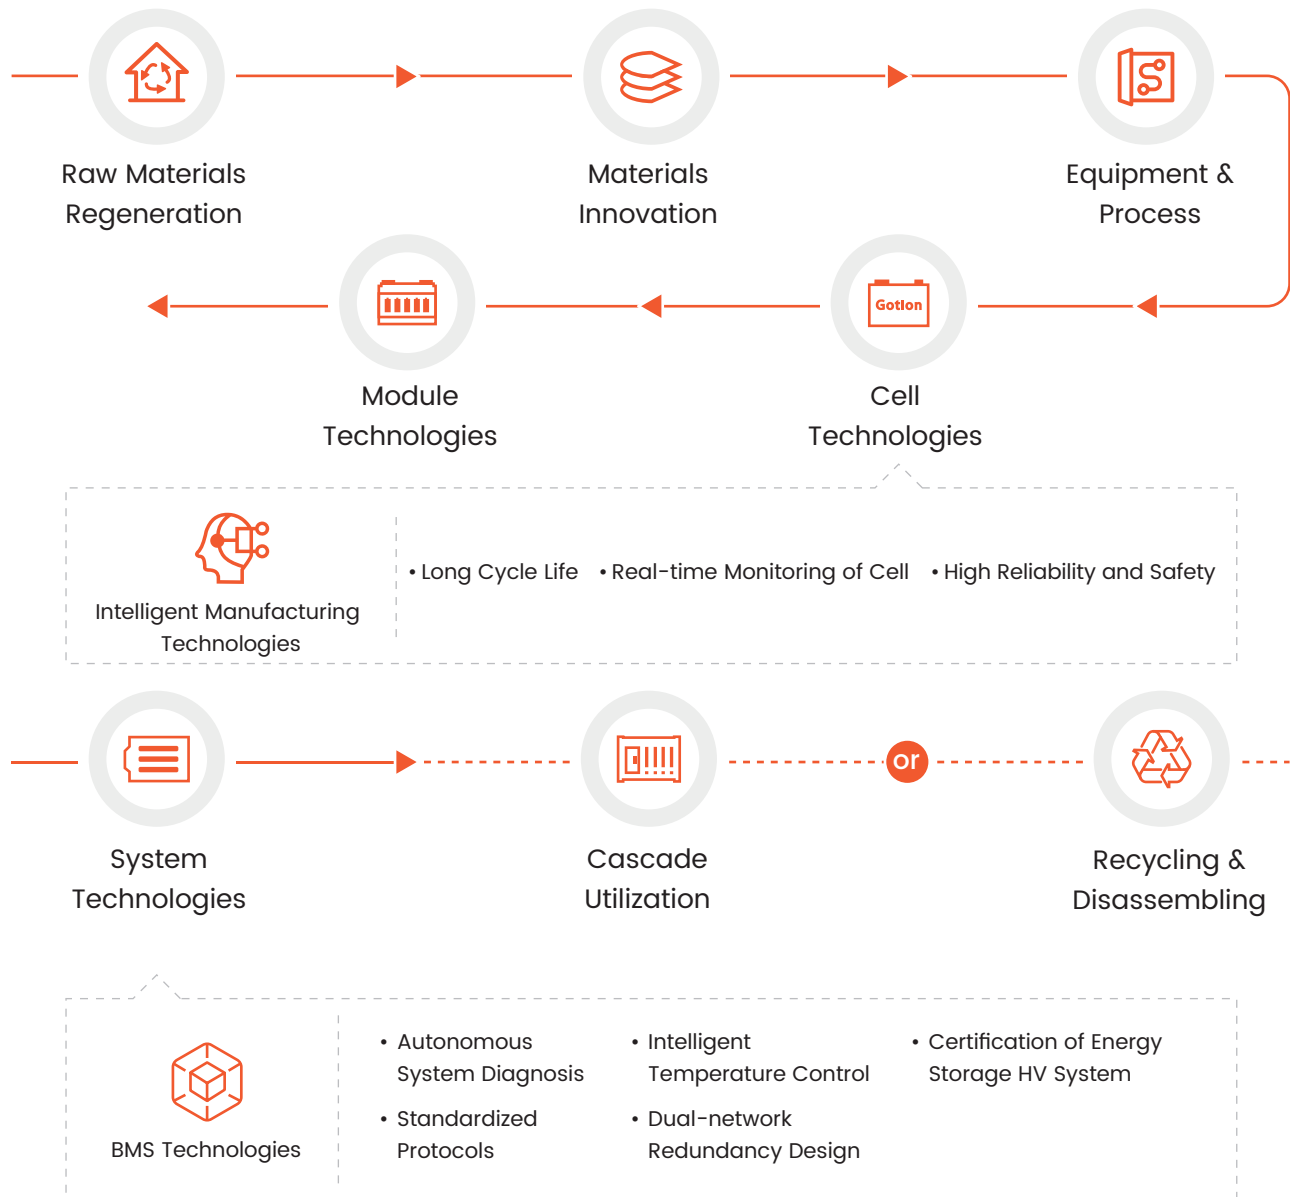 Raw Materials
Regeneration
Materials
Innovation
Equipment &
Process
Gotion
Module
Technologies
Cell
Technologies
Intelligent Manufacturing
Technologies
• Long Cycle Life • Real-time Monitoring of Cell • High Reliability and Safety
System
Technologies
Cascade
Utilization
or
Recycling &
Disassembling
BMS Technologies
• Autonomous
System Diagnosis
• Standardized
Protocols
• Intelligent
Temperature Control
• Dual-network
Redundancy Design
• Certification of Energy
Storage HV System